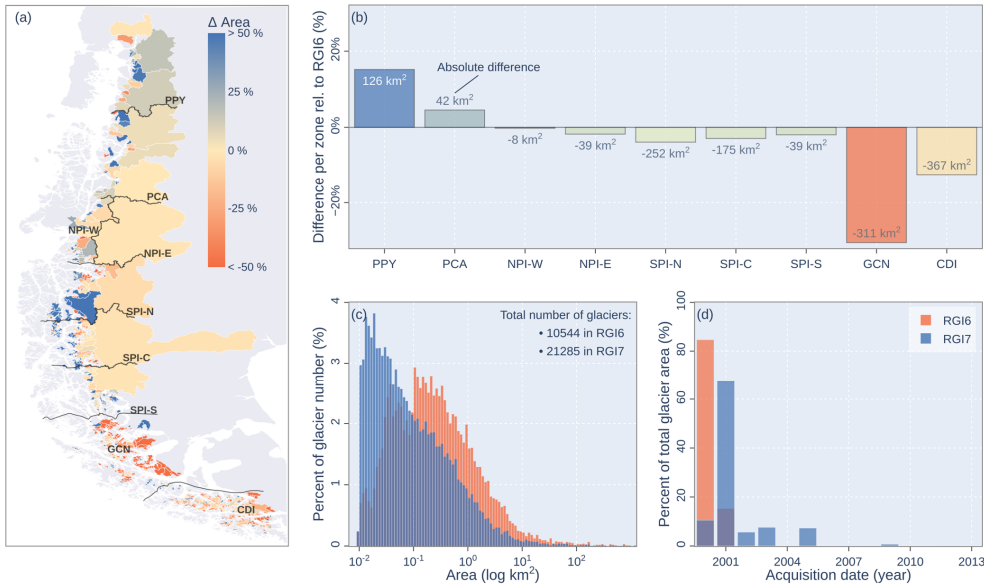 (a)
Δ Area
> 50 %
25 %
0 %
-25 %
< -50 %
PPY
PCA
NPI-W
NPI-E
SPI-N
SPI-C
SPI-S
GCN
CDI
(b)
Difference per zone rel. to RGI6 (%)
20%
0%
−20%
Absolute difference
126 km²
42 km²
-8 km²
-39 km²
-252 km²
-175 km²
-39 km²
-311 km²
-367 km²
PPY PCA NPI-W NPI-E SPI-N SPI-C SPI-S GCN CDI
(c)
Total number of glaciers:
• 10544 in RGI6
• 21285 in RGI7
Percent of glacier number (%)
4
3
2
1
0
10⁻² 10⁻¹ 10⁰ 10¹ 10²
Area (log km²)
(d)
RGI6
RGI7
Percent of total glacier area (%)
100
80
60
40
20
0
2001 2004 2007 2010 2013
Acquisition date (year)